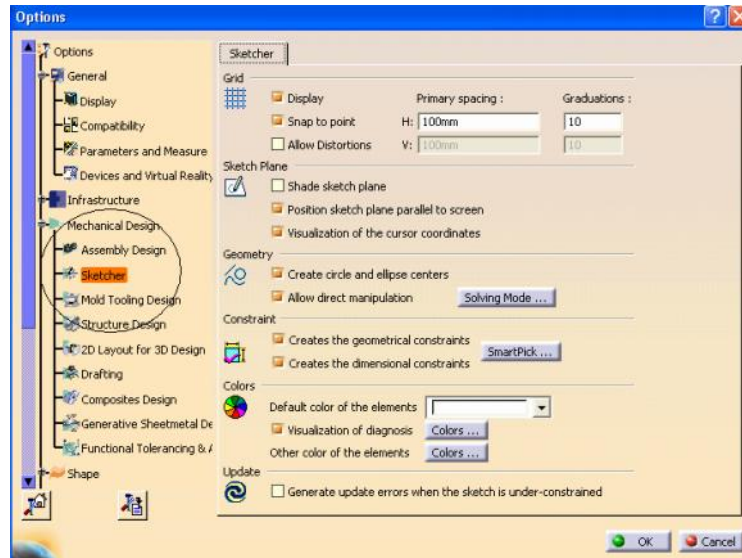 Options
Options
General
Display
Compatibility
Parameters and Measure
Devices and Virtual Reality
Infrastructure
Mechanical Design
Assembly Design
Sketcher
Mold Tooling Design
Structure Design
2D Layout for 3D Design
Drafting
Composites Design
Generative Sheetmetal De
Functional Tolerancing & A
Shape
Sketcher
Grid
Display Primary spacing : Graduations :
Snap to point H: 100mm 10
Allow Distortions V: 100mm 10
Sketch Plane
Shade sketch plane
Position sketch plane parallel to screen
Visualization of the cursor coordinates
Geometry
Create circle and ellipse centers
Allow direct manipulation Solving Mode ...
Constraint
Creates the geometrical constraints
SmartPick ...
Creates the dimensional constraints
Colors
Default color of the elements
Visualization of diagnosis Colors ...
Other color of the elements Colors ...
Update
Generate update errors when the sketch is under-constrained
OK Cancel